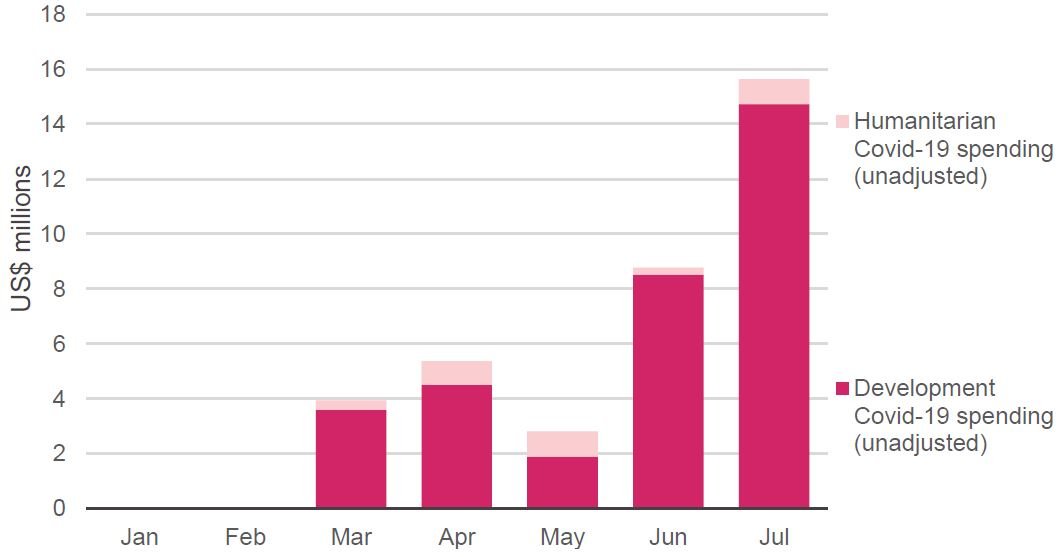 18
16
14
12
10
8
6
4
2
0
US$ millions
Jan Feb Mar Apr May Jun Jul
Humanitarian
Covid-19 spending
(unadjusted)
Development
Covid-19 spending
(unadjusted)